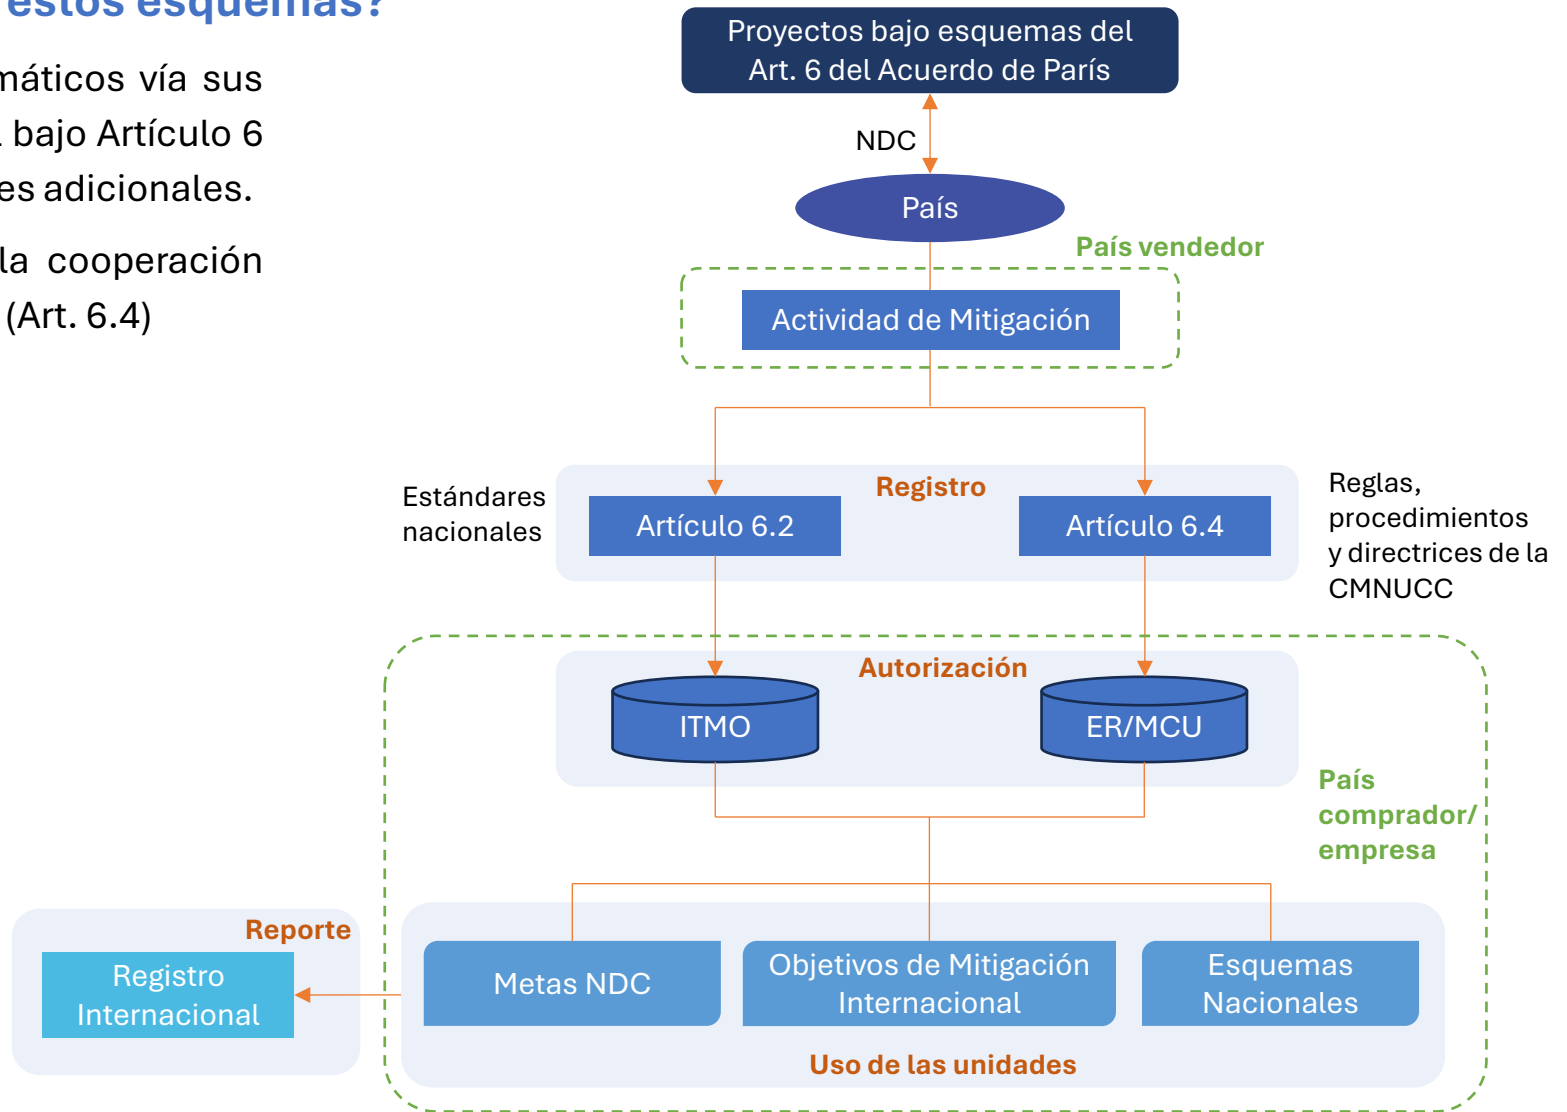 estos esquemas?
máticos vía sus
bajo Artículo 6
es adicionales.
la cooperación
(Art. 6.4)
Proyectos bajo esquemas del
Art. 6 del Acuerdo de París
NDC
País
País vendedor
Actividad de Mitigación
Registro
Estándares
nacionales
Artículo 6.2
Artículo 6.4
Reglas,
procedimientos
y directrices de la
CMNUCC
Autorización
ITMO
ER/MCU
País
comprador/
empresa
Reporte
Registro
Internacional
Metas NDC
Objetivos de Mitigación
Internacional
Esquemas
Nacionales
Uso de las unidades